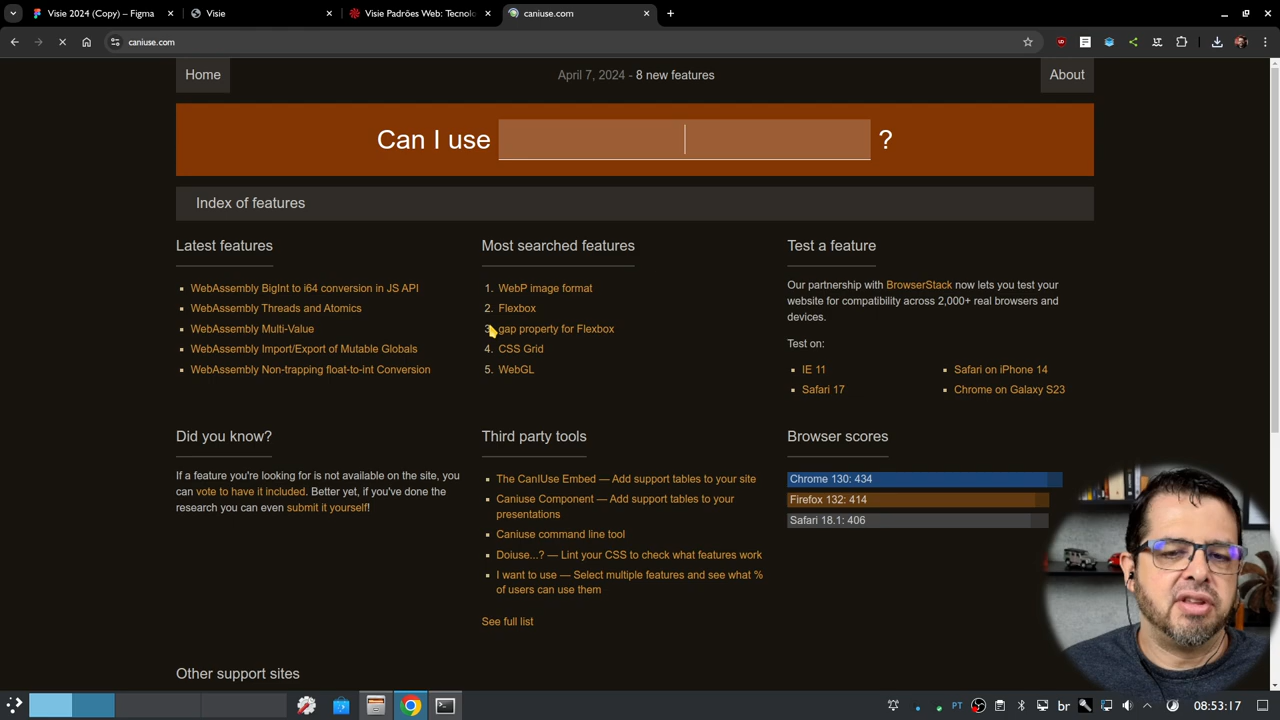 Visie 2024 (Copy) – Figma
Visie
Visie Padrões Web: Tecnolo
caniuse.com
caniuse.com
Home
April 7, 2024 - 8 new features
About
Can I use ?
Index of features
Latest features
WebAssembly BigInt to i64 conversion in JS API
WebAssembly Threads and Atomics
WebAssembly Multi-Value
WebAssembly Import/Export of Mutable Globals
WebAssembly Non-trapping float-to-int Conversion
Most searched features
1. WebP image format
2. Flexbox
3. gap property for Flexbox
4. CSS Grid
5. WebGL
Test a feature
Our partnership with BrowserStack now lets you test your
website for compatibility across 2,000+ real browsers and
devices.
Test on:
IE 11
Safari 17
Safari on iPhone 14
Chrome on Galaxy S23
Did you know?
If a feature you're looking for is not available on the site, you
can vote to have it included. Better yet, if you've done the
research you can even submit it yourself!
Third party tools
The CanIUse Embed — Add support tables to your site
Caniuse Component — Add support tables to your
presentations
Caniuse command line tool
Doiuse...? — Lint your CSS to check what features work
I want to use — Select multiple features and see what %
of users can use them
See full list
Browser scores
Chrome 130: 434
Firefox 132: 414
Safari 18.1: 406
Other support sites
PT
br
08:53:17